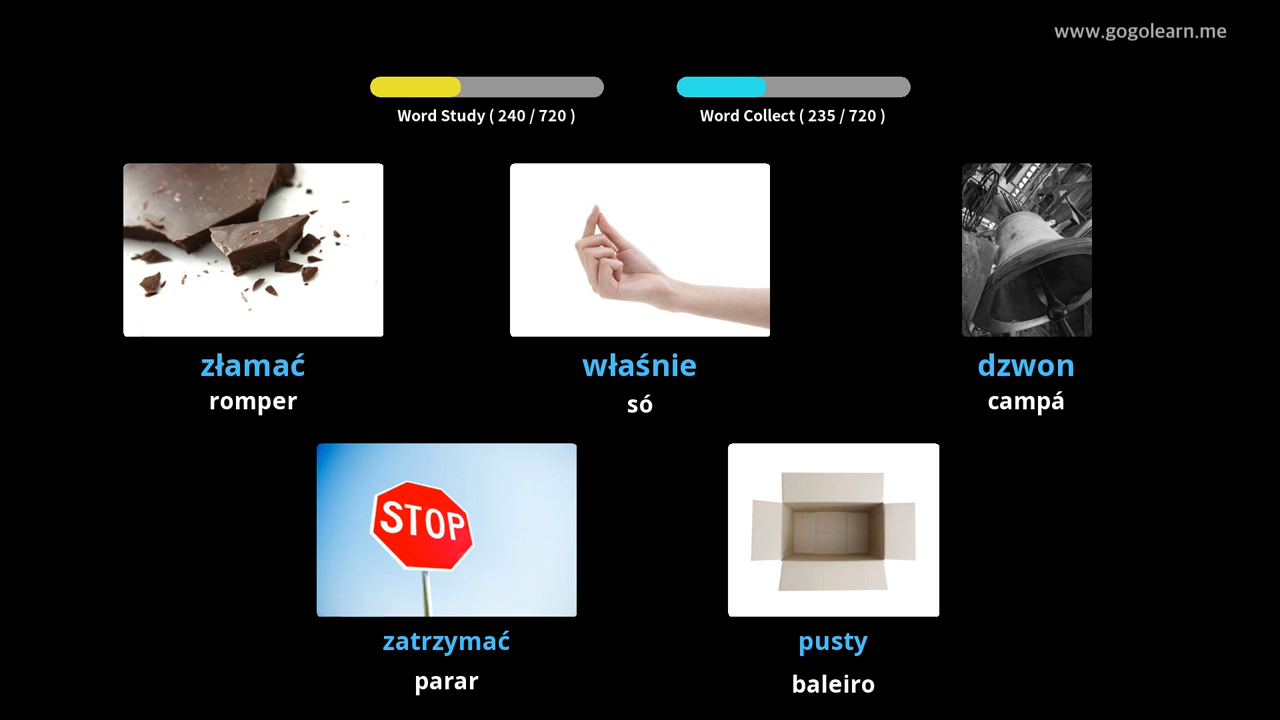 www.gogolearn.me
Word Study ( 240 / 720 )
Word Collect ( 235 / 720 )
złamać
romper
właśnie
só
dzwon
campá
STOP
zatrzymać
parar
pusty
baleiro